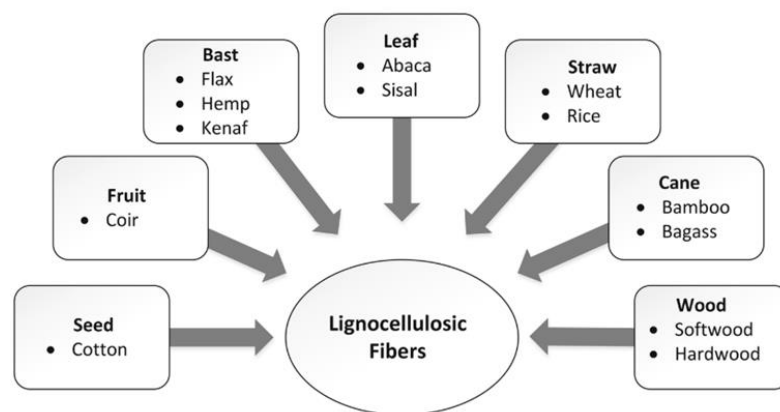 Seed
• Cotton
Fruit
• Coir
Bast
• Flax
• Hemp
• Kenaf
Leaf
• Abaca
• Sisal
Straw
• Wheat
• Rice
Cane
• Bamboo
• Bagass
Wood
• Softwood
• Hardwood
Lignocellulosic
Fibers